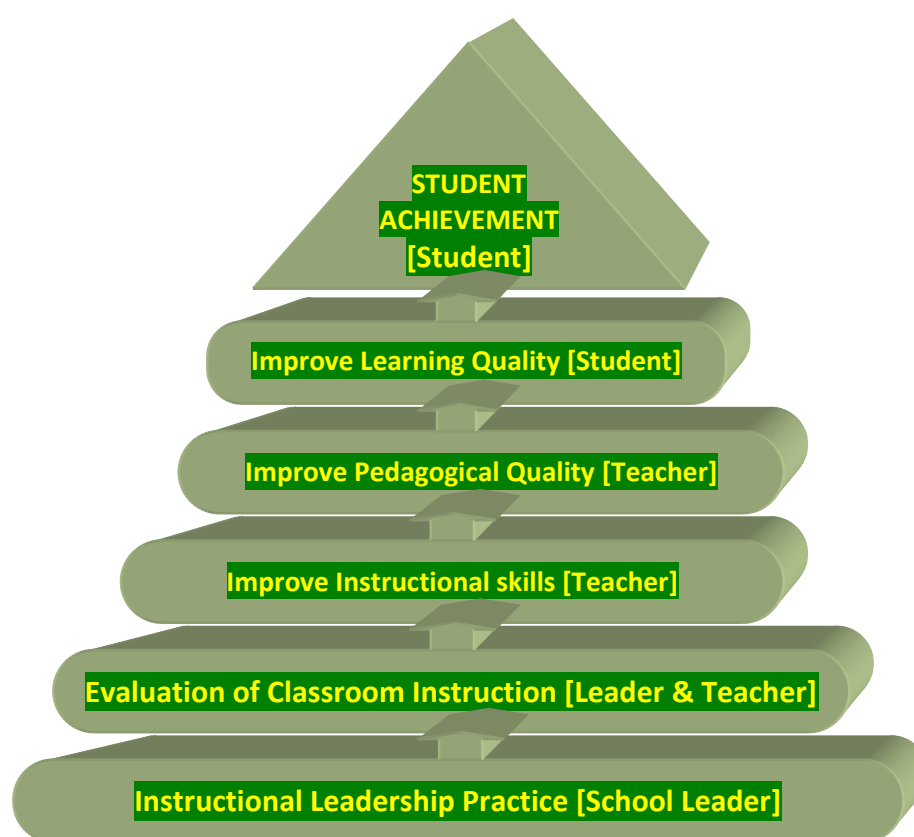 STUDENT
ACHIEVEMENT
[Student]
Improve Learning Quality [Student]
Improve Pedagogical Quality [Teacher]
Improve Instructional skills [Teacher]
Evaluation of Classroom Instruction [Leader & Teacher]
Instructional Leadership Practice [School Leader]